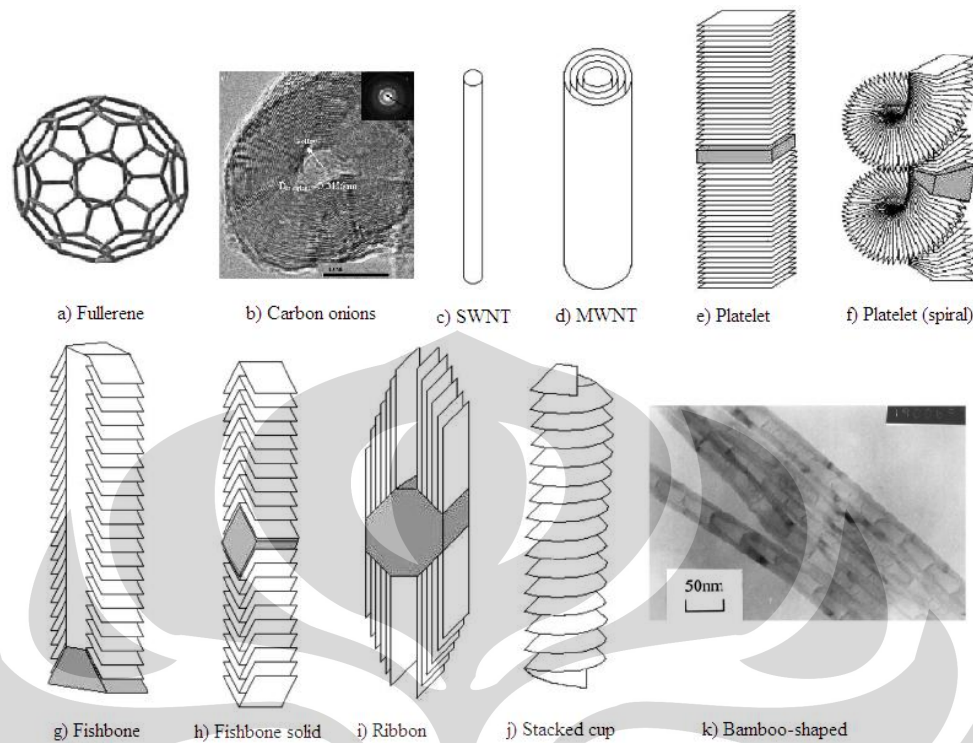 a) Fullerene
b) Carbon onions
c) SWNT
d) MWNT
e) Platelet
f) Platelet (spiral)
50nm
g) Fishbone
h) Fishbone solid
i) Ribbon
j) Stacked cup
k) Bamboo-shaped